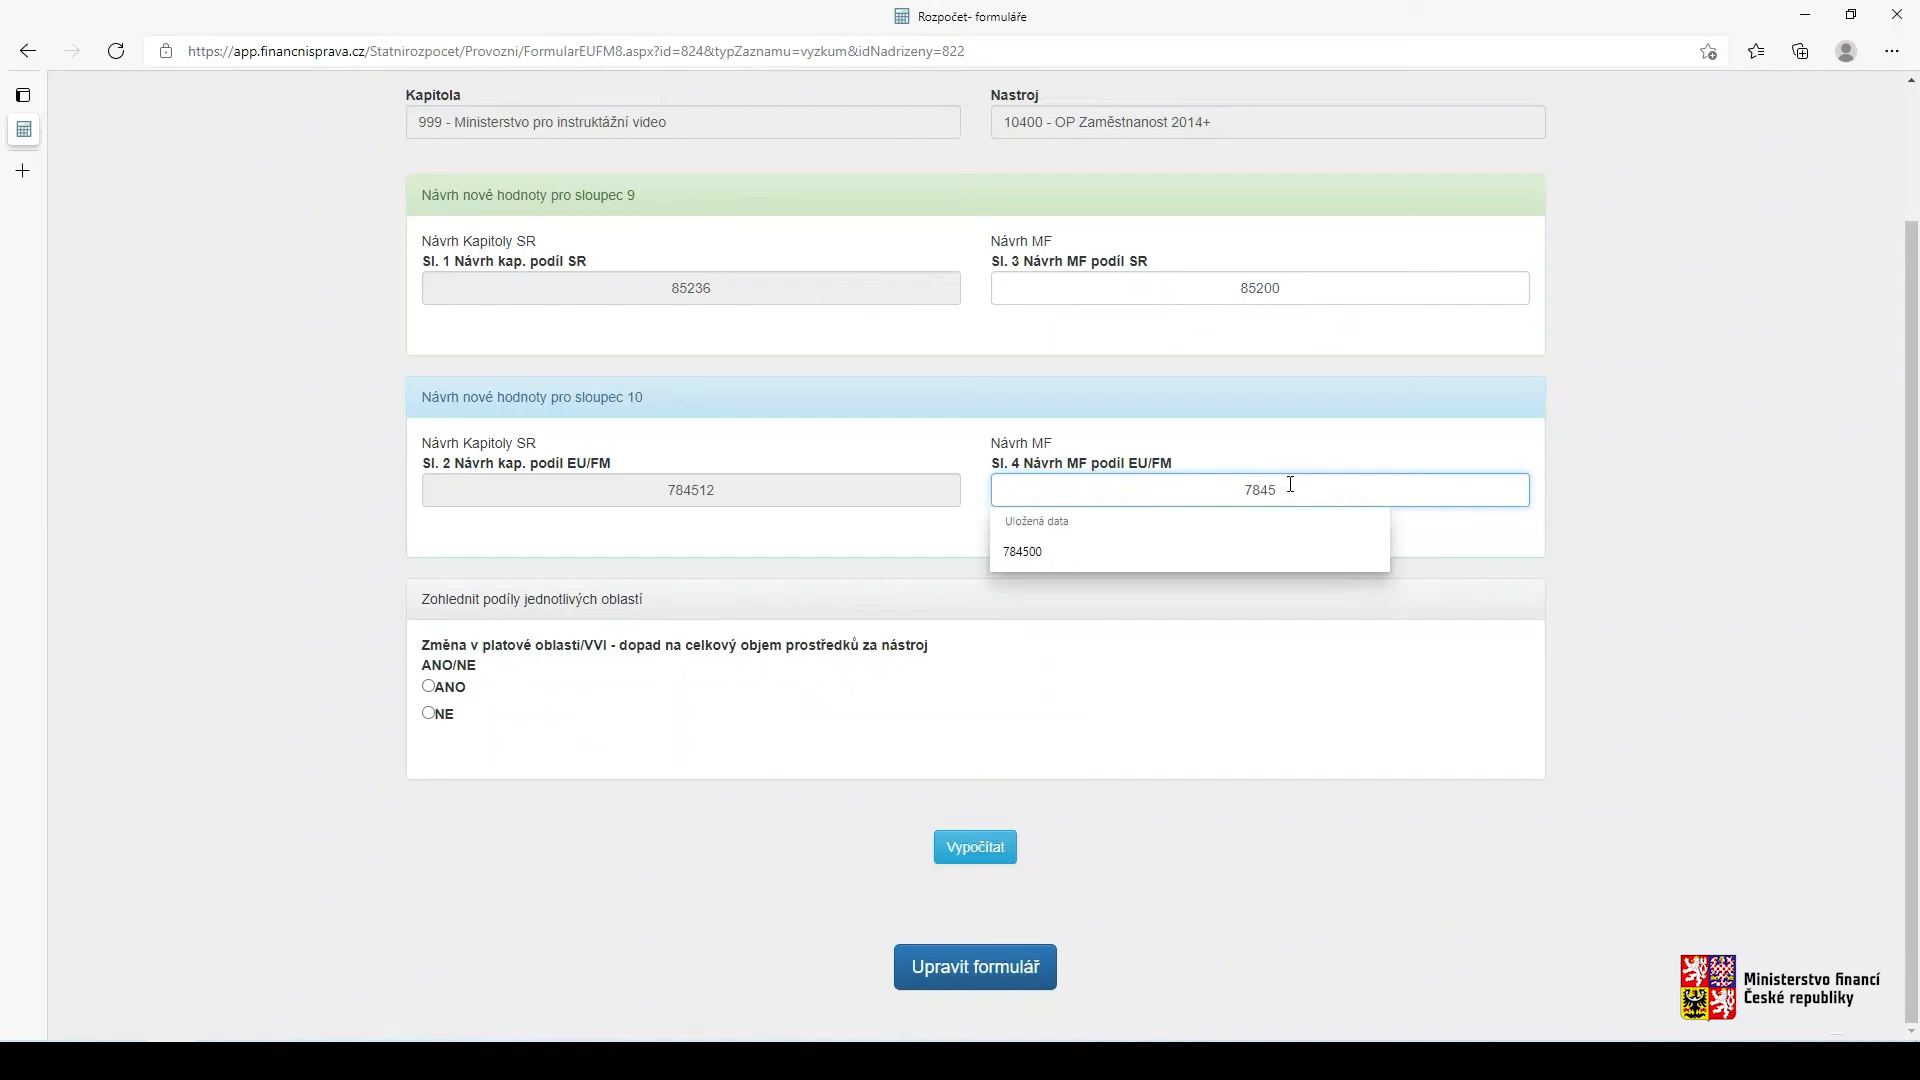 Rozpočet- formuláře
https://app.financnisprava.cz/Statnirozpocet/Provozni/FormularEUFM8.aspx?id=824&typZaznamu=vyzkum&idNadrizeny=822
Kapitola
999 - Ministerstvo pro instruktážní video
Nastroj
10400 - OP Zaměstnanost 2014+
Návrh nové hodnoty pro sloupec 9
Návrh Kapitoly SR
Sl. 1 Návrh kap. podíl SR
85236
Návrh MF
Sl. 3 Návrh MF podíl SR
85200
Návrh nové hodnoty pro sloupec 10
Návrh Kapitoly SR
Sl. 2 Návrh kap. podíl EU/FM
784512
Návrh MF
Sl. 4 Návrh MF podíl EU/FM
7845
Uložená data
784500
Zohlednit podíly jednotlivých oblastí
Změna v platové oblasti/VVI - dopad na celkový objem prostředků za nástroj
ANO/NE
ANO
NE
Vypočítat
Upravit formulář
Ministerstvo financí
České republiky